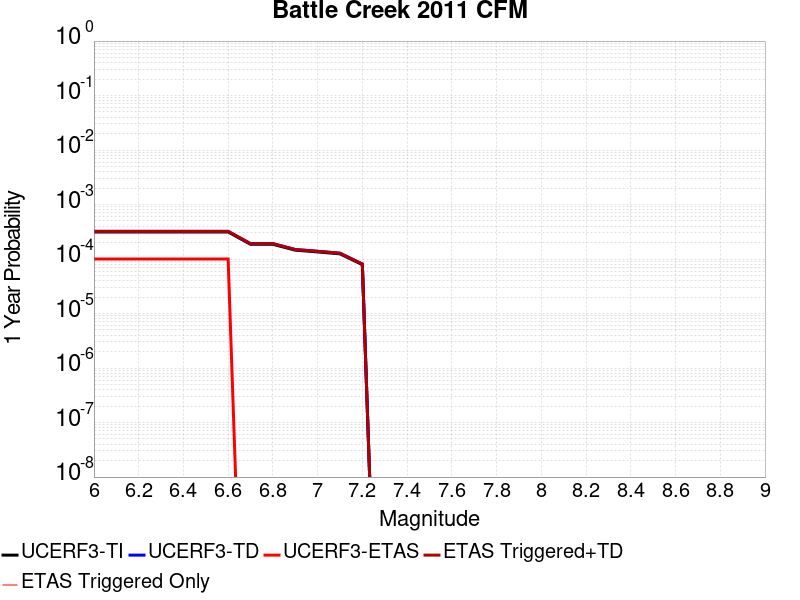 Battle Creek 2011 CFM
10^0
10^-1
10^-2
10^-3
10^-4
10^-5
10^-6
10^-7
10^-8
1 Year Probability
6 6.2 6.4 6.6 6.8 7 7.2 7.4 7.6 7.8 8 8.2 8.4 8.6 8.8 9
Magnitude
UCERF3-TI UCERF3-TD UCERF3-ETAS ETAS Triggered+TD
ETAS Triggered Only